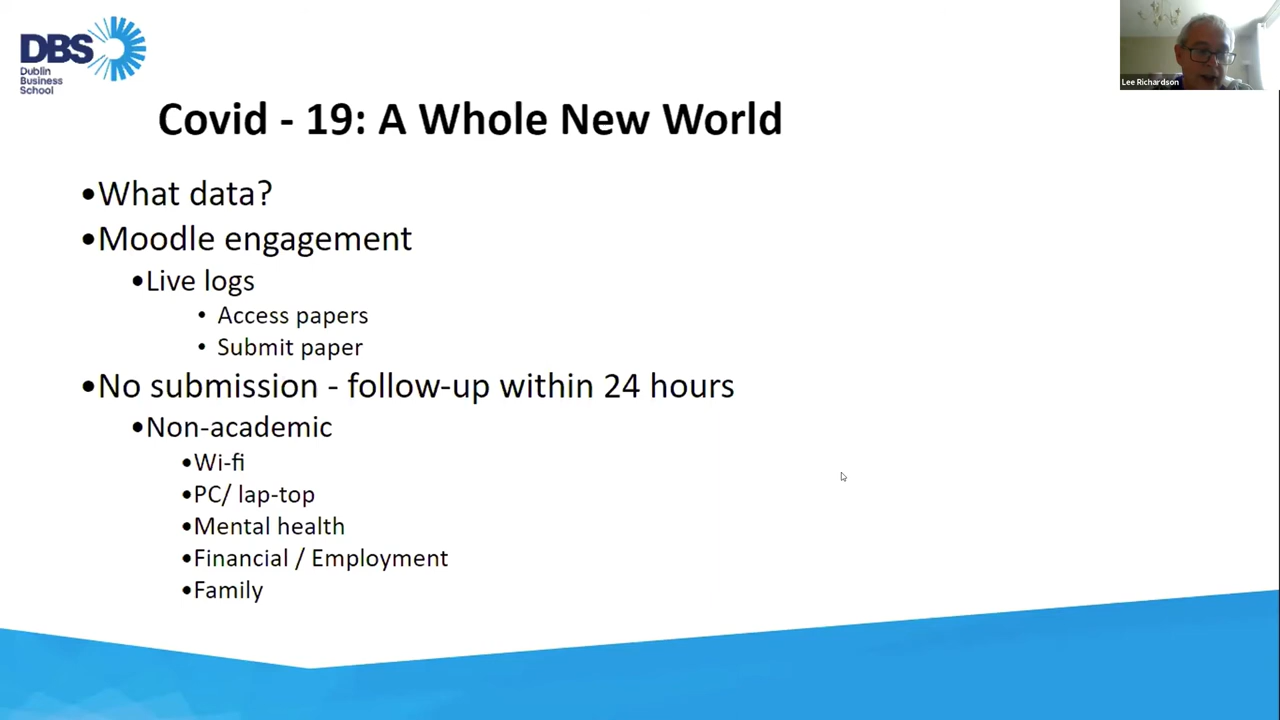 DBS
Dublin
Business
School
Lee Richardson
Covid - 19: A Whole New World
•What data?
•Moodle engagement
•Live logs
• Access papers
• Submit paper
•No submission - follow-up within 24 hours
•Non-academic
•Wi-fi
•PC/ lap-top
•Mental health
•Financial / Employment
•Family